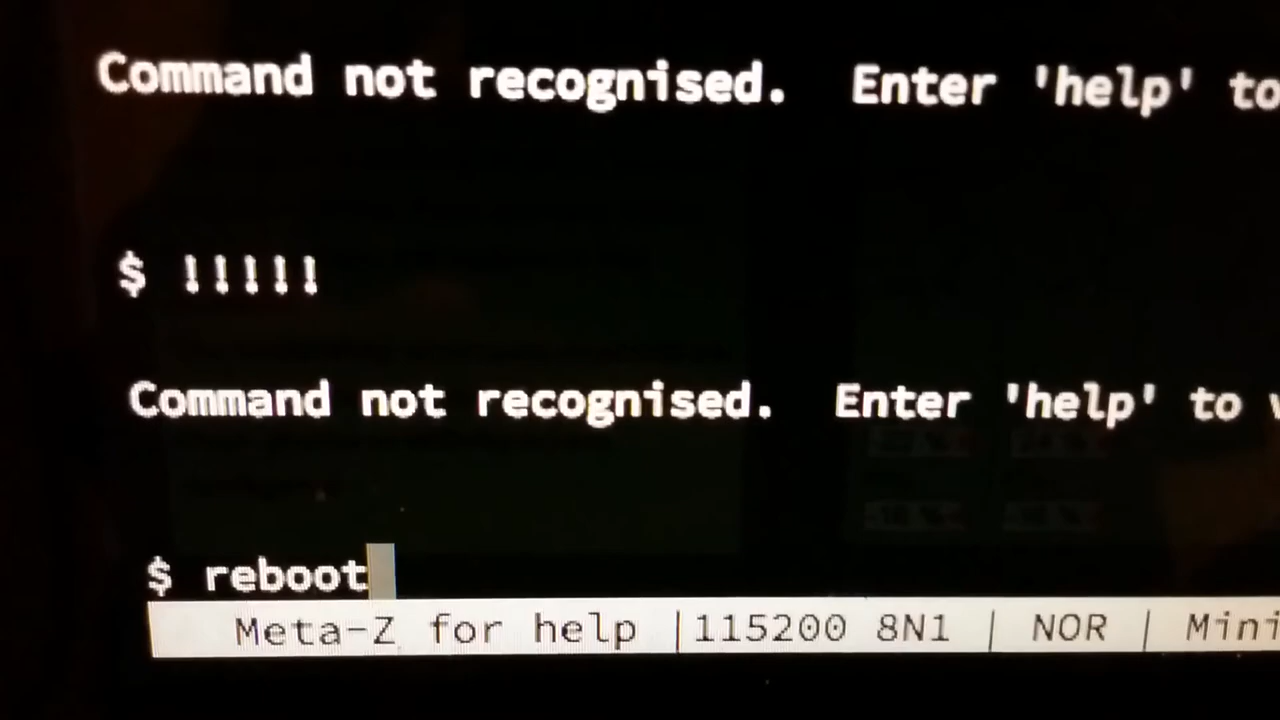 Command not recognised.  Enter 'help' to
$ !!!!!
Command not recognised.  Enter 'help' to
$ reboot
Meta-Z for help |115200 8N1 | NOR | Mini